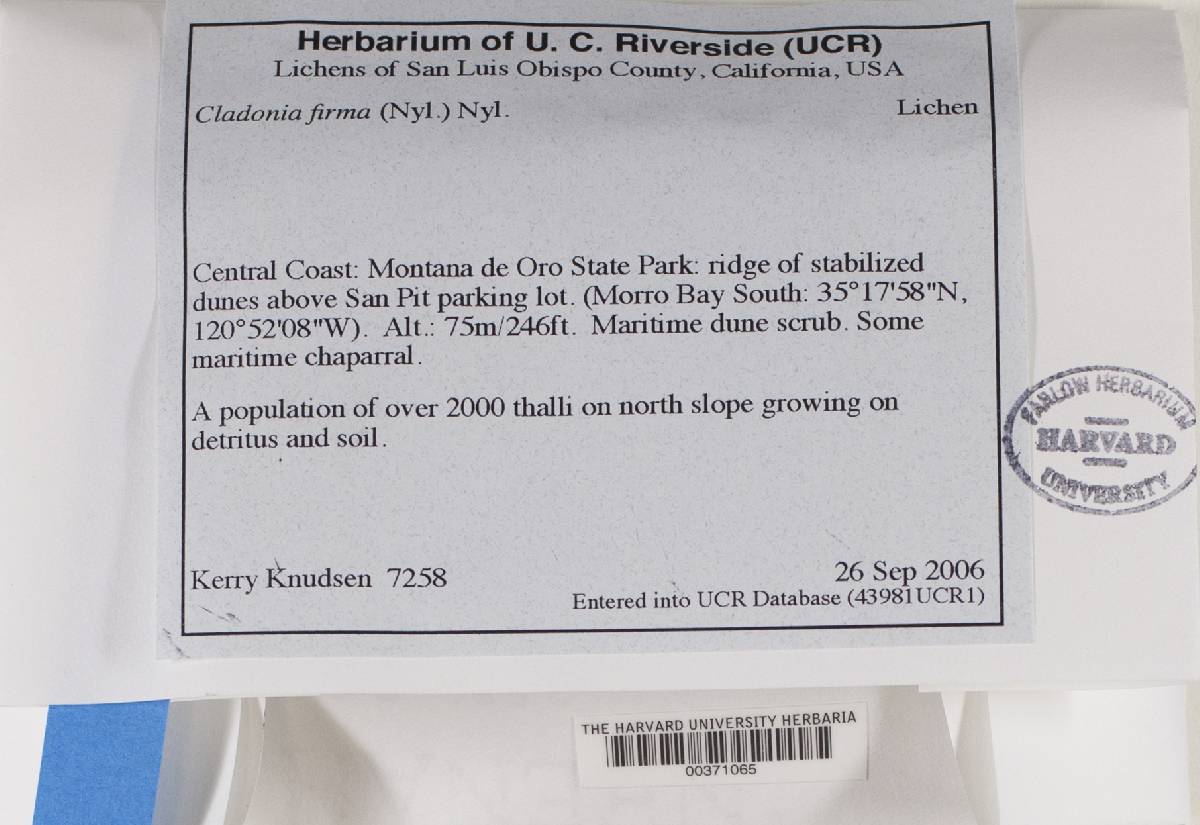 Herbarium of U. C. Riverside (UCR)
Lichens of San Luis Obispo County, California, USA
Cladonia firma (Nyl.) Nyl. Lichen
Central Coast: Montana de Oro State Park: ridge of stabilized
dunes above San Pit parking lot. (Morro Bay South: 35°17'58"N,
120°52'08"W). Alt.: 75m/246ft. Maritime dune scrub. Some
maritime chaparral.
A population of over 2000 thalli on north slope growing on
detritus and soil.
Kerry Knudsen 7258
26 Sep 2006
Entered into UCR Database (43981UCR1)
FARLOW HERBARIUM
HARVARD
UNIVERSITY
THE HARVARD UNIVERSITY HERBARIA
00371065